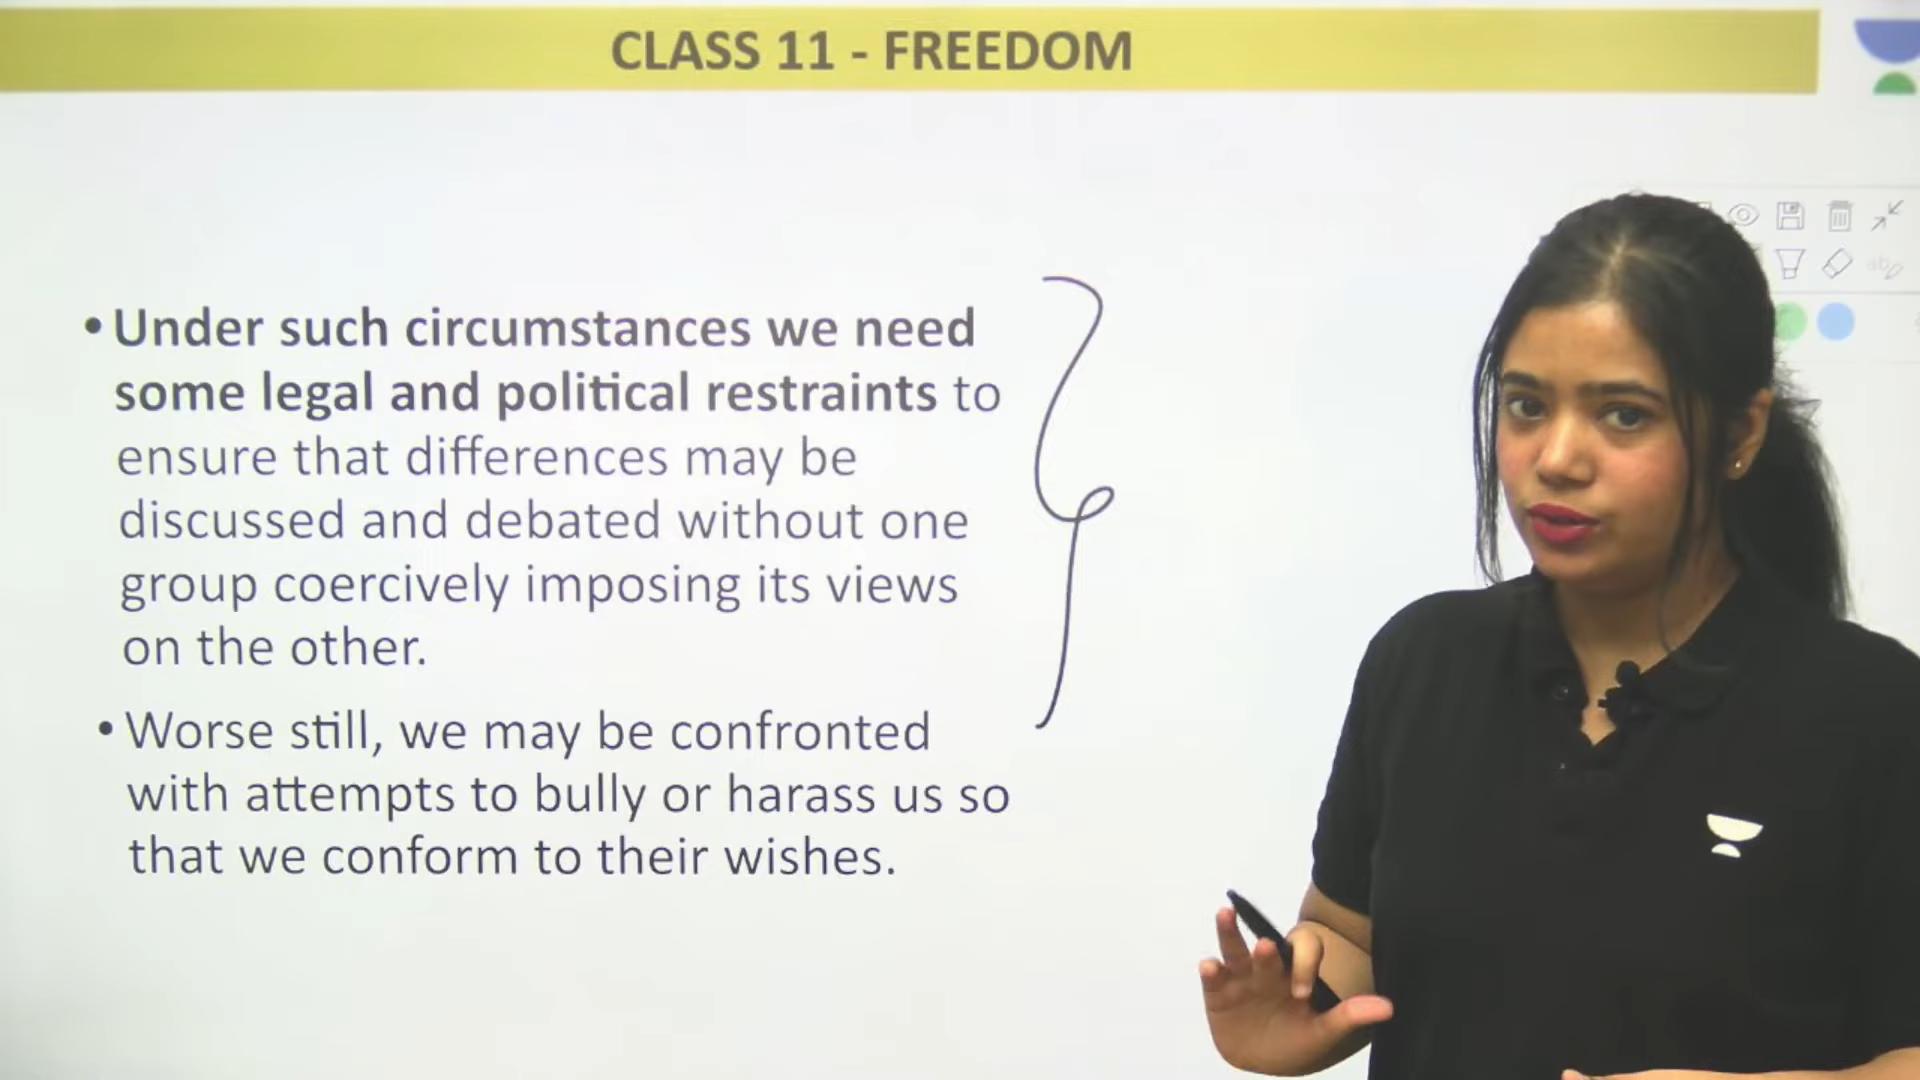 CLASS 11 - FREEDOM
• Under such circumstances we need
some legal and political restraints to
ensure that differences may be
discussed and debated without one
group coercively imposing its views
on the other.
• Worse still, we may be confronted
with attempts to bully or harass us so
that we conform to their wishes.